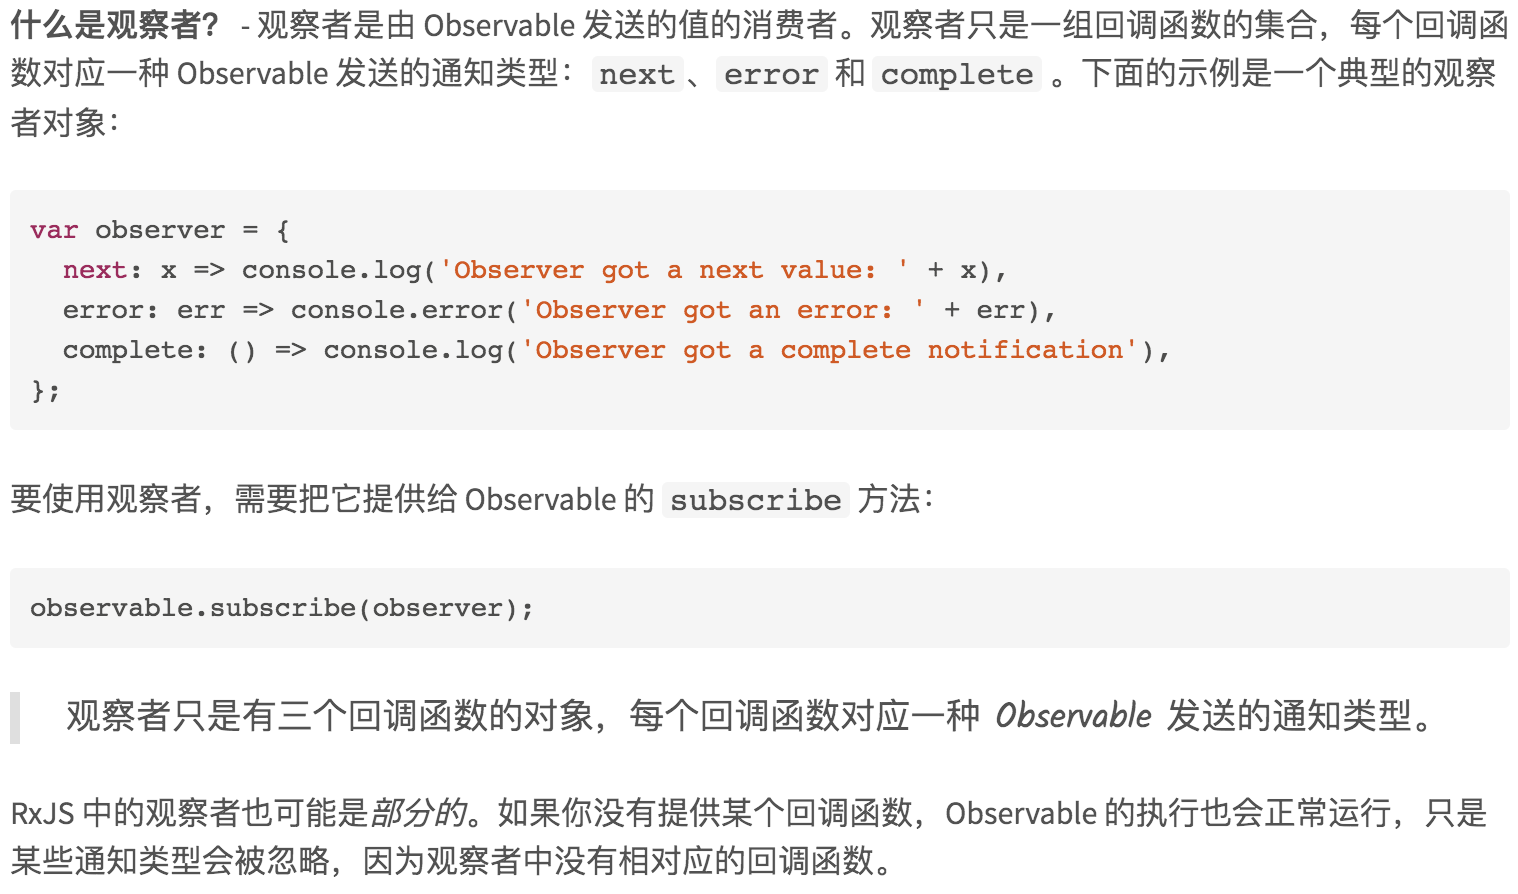 什么是观察者？ - 观察者是由 Observable 发送的值的消费者。观察者只是一组回调函数的集合，每个回调函
数对应一种 Observable 发送的通知类型：next 、error 和 complete 。下面的示例是一个典型的观察
者对象：
var observer = {
  next: x => console.log('Observer got a next value: ' + x),
  error: err => console.error('Observer got an error: ' + err),
  complete: () => console.log('Observer got a complete notification'),
};
要使用观察者，需要把它提供给 Observable 的 subscribe 方法：
observable.subscribe(observer);
观察者只是有三个回调函数的对象，每个回调函数对应一种 Observable 发送的通知类型。
RxJS 中的观察者也可能是部分的。如果你没有提供某个回调函数，Observable 的执行也会正常运行，只是
某些通知类型会被忽略，因为观察者中没有相对应的回调函数。